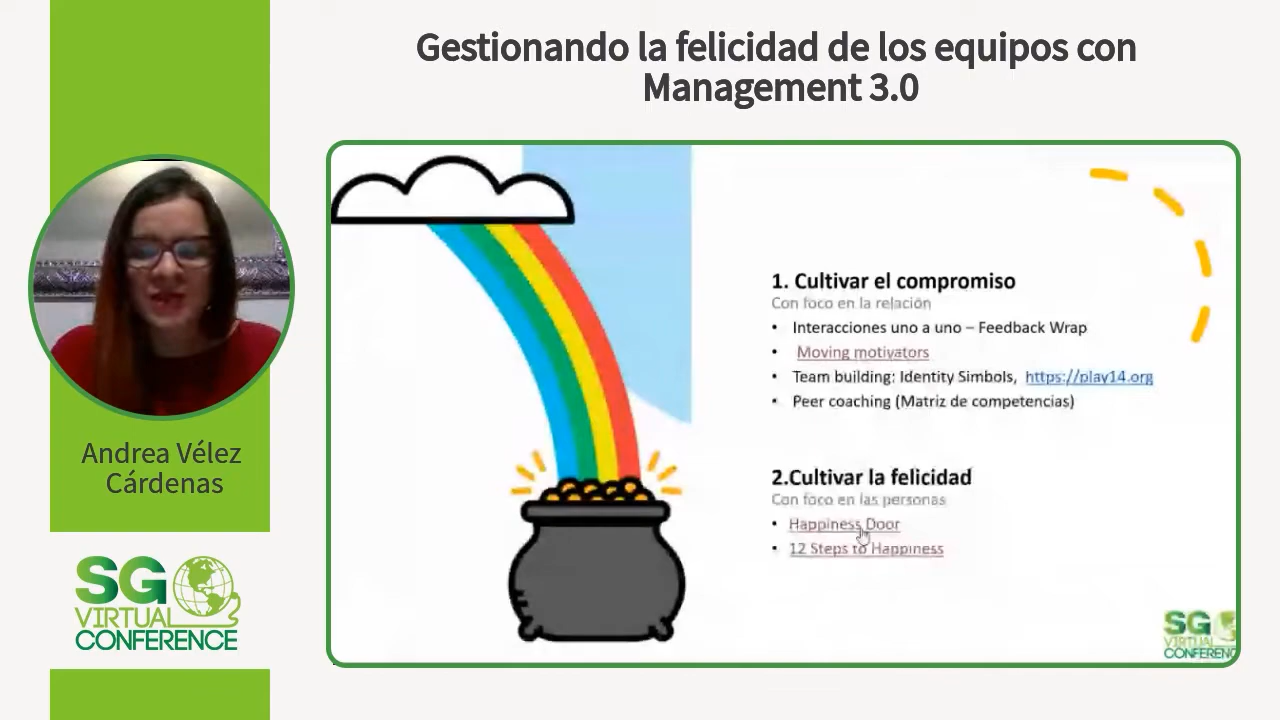 Gestionando la felicidad de los equipos con
Management 3.0
1. Cultivar el compromiso
Con foco en la relación
• Interacciones uno a uno – Feedback Wrap
• Moving motivators
• Team building: Identity Simbols, https://play14.org
• Peer coaching (Matriz de competencias)
2.Cultivar la felicidad
Con foco en las personas
• Happiness Door
• 12 Steps to Happiness
Andrea Vélez
Cárdenas
SG
VIRTUAL
CONFERENCE
SG
VIRTUAL
CONFERENC